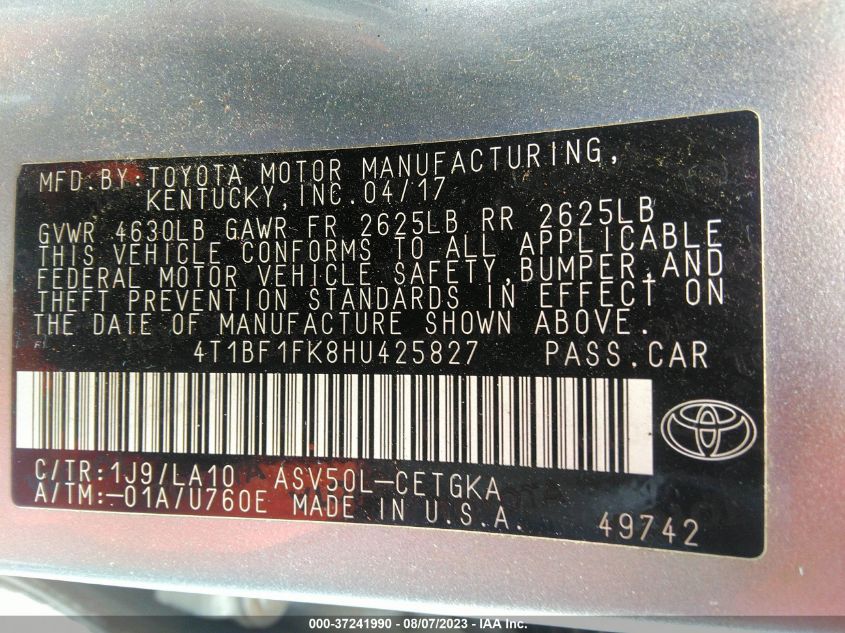 MFD.BY:TOYOTA MOTOR MANUFACTURING,
KENTUCKY,INC.04/17
GVWR 4630LB GAWR FR 2625LB RR 2625LB
THIS VEHICLE CONFORMS TO ALL APPLICABLE
FEDERAL MOTOR VEHICLE SAFETY,BUMPER,AND
THEFT PREVENTION STANDARDS IN EFFECT ON
THE DATE OF MANUFACTURE SHOWN ABOVE.
4T1BF1FK8HU425827 PASS.CAR
C/TR:1J9/LA10 ASV50L-CETGKA
A/TM:-01A/U760E MADE IN U.S.A.
49742
000-37241990 - 08/07/2023 - IAA Inc.